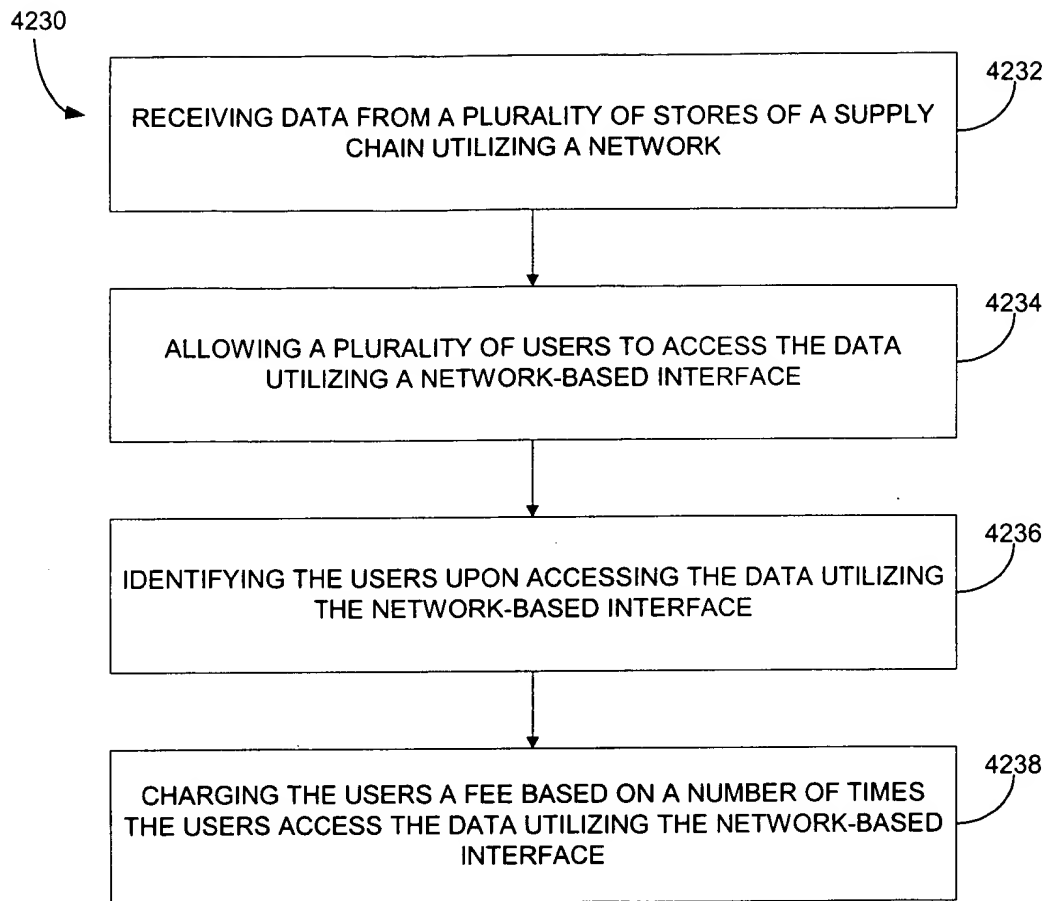 4230
4232
RECEIVING DATA FROM A PLURALITY OF STORES OF A SUPPLY
CHAIN UTILIZING A NETWORK
4234
ALLOWING A PLURALITY OF USERS TO ACCESS THE DATA
UTILIZING A NETWORK-BASED INTERFACE
4236
IDENTIFYING THE USERS UPON ACCESSING THE DATA UTILIZING
THE NETWORK-BASED INTERFACE
4238
CHARGING THE USERS A FEE BASED ON A NUMBER OF TIMES
THE USERS ACCESS THE DATA UTILIZING THE NETWORK-BASED
INTERFACE